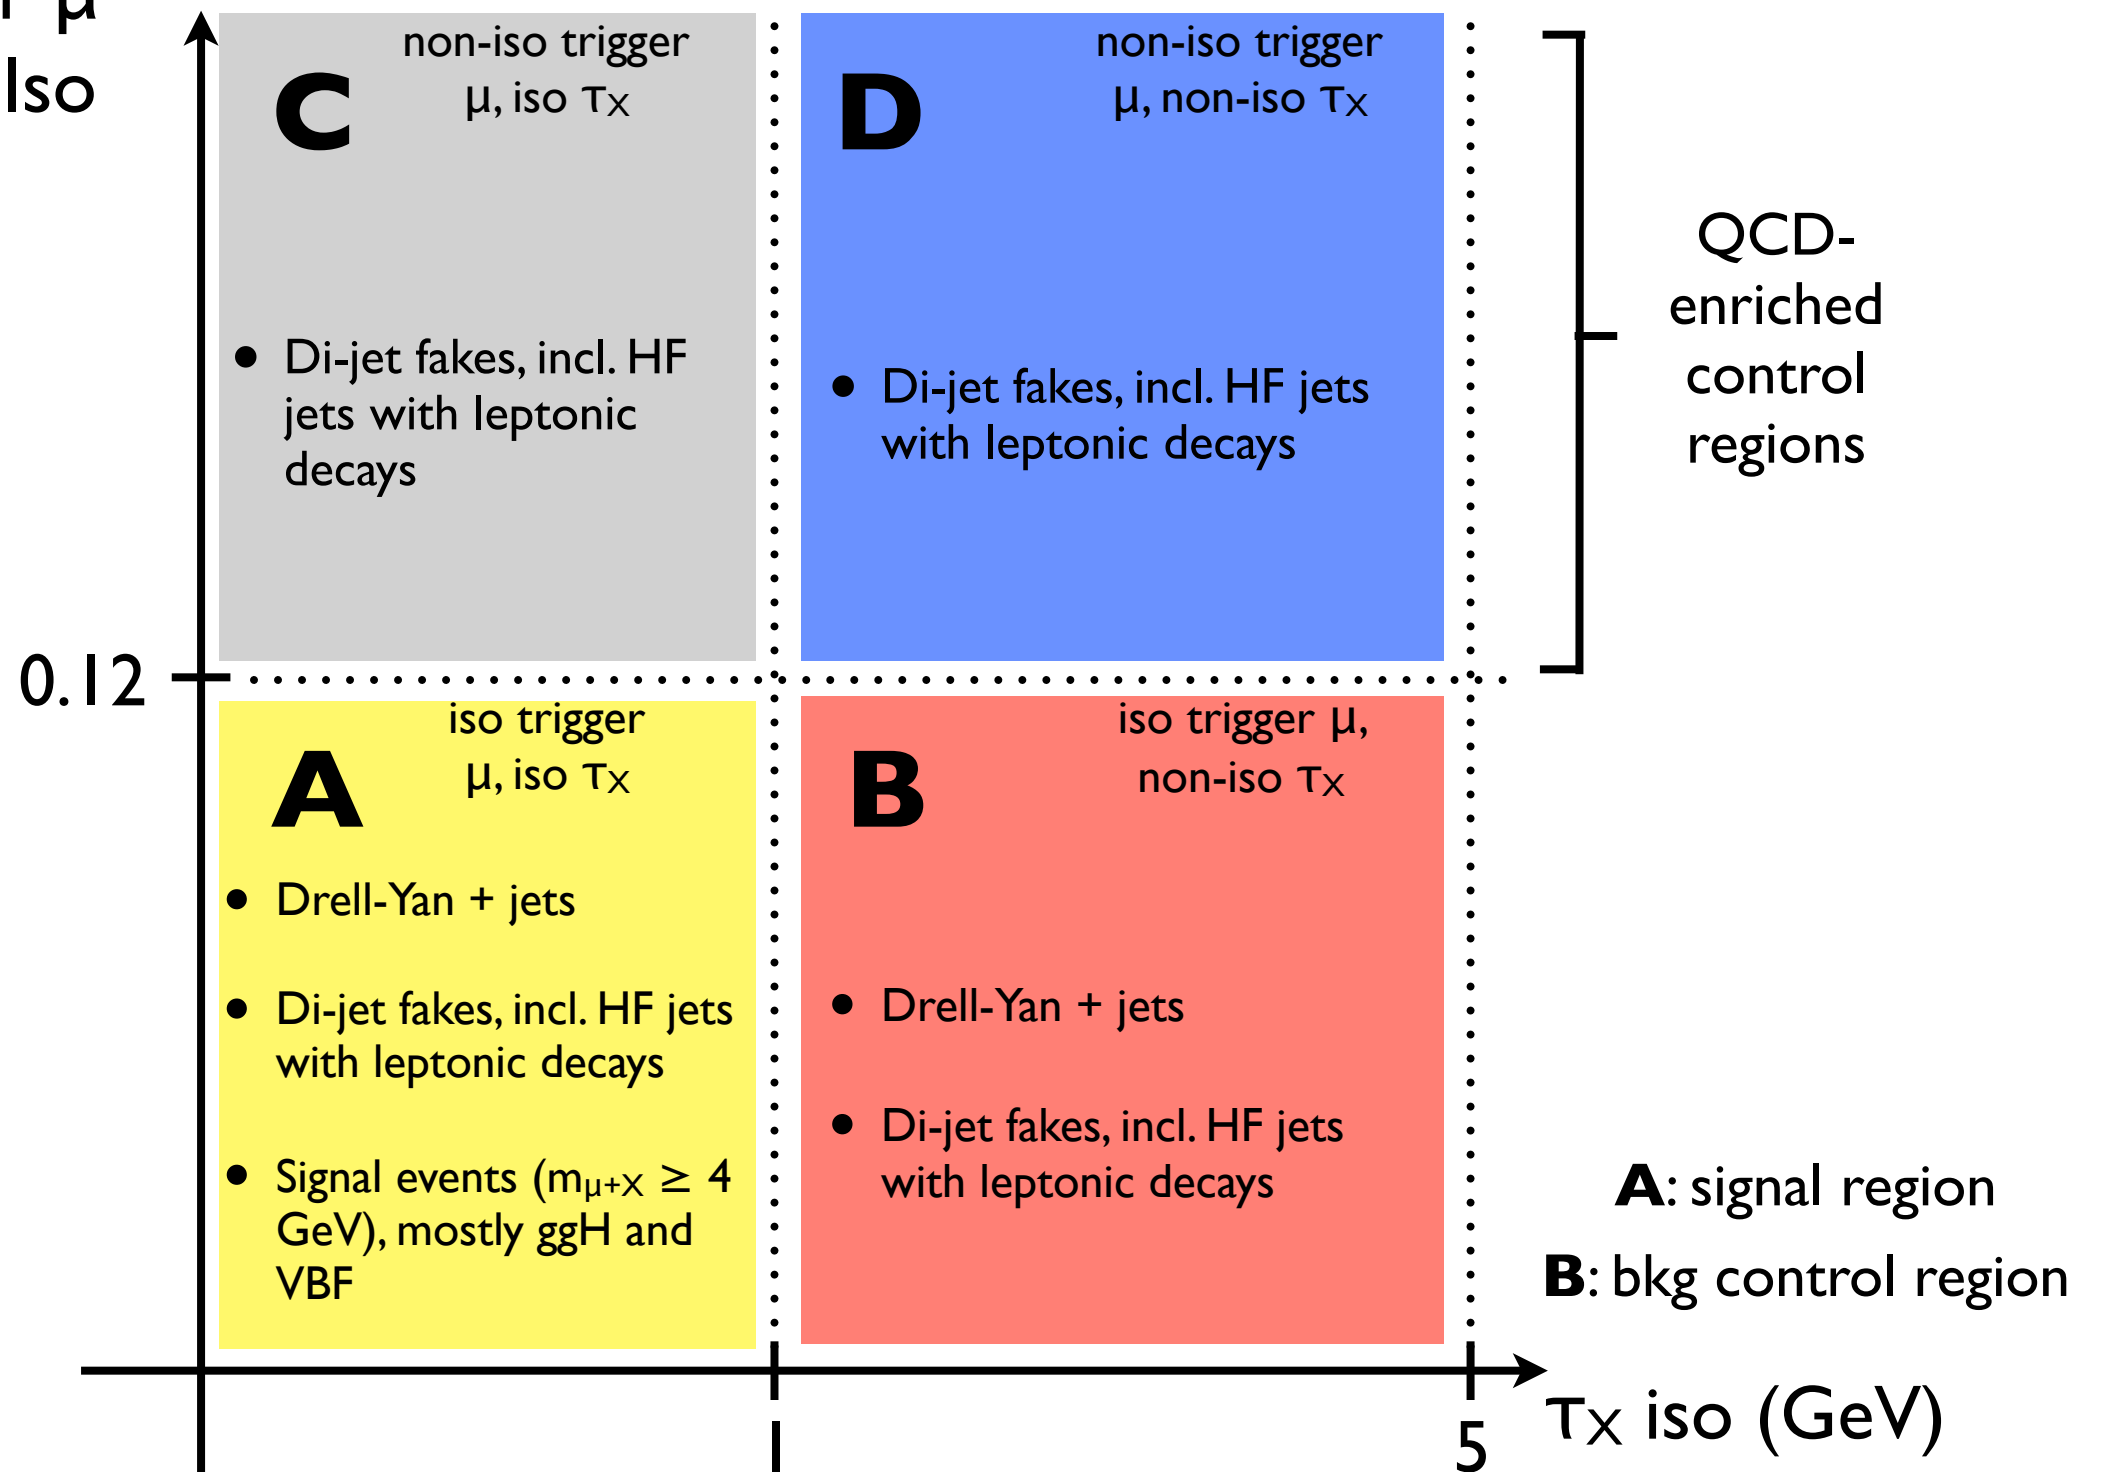 μ
Iso
C
non-iso trigger
μ, iso τX
• Di-jet fakes, incl. HF
jets with leptonic
decays
D
non-iso trigger
μ, non-iso τX
• Di-jet fakes, incl. HF jets
with leptonic decays
QCD-
enriched
control
regions
0.12
A
iso trigger
μ, iso τX
• Drell-Yan + jets
• Di-jet fakes, incl. HF jets
with leptonic decays
• Signal events (mμ+X ≥ 4
GeV), mostly ggH and
VBF
B
iso trigger μ,
non-iso τX
• Drell-Yan + jets
• Di-jet fakes, incl. HF jets
with leptonic decays
A: signal region
B: bkg control region
1
5
τX iso (GeV)